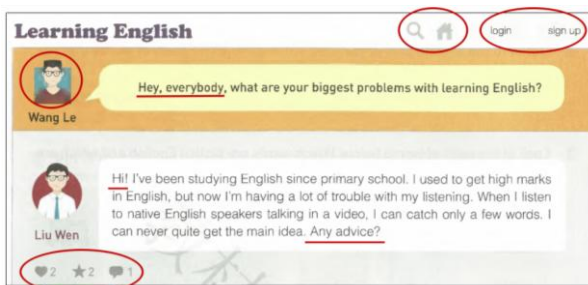 Learning English
login sign up
Hey, everybody, what are your biggest problems with learning English?
Wang Le
Hi! I've been studying English since primary school. I used to get high marks
in English, but now I'm having a lot of trouble with my listening. When I listen
to native English speakers talking in a video, I can catch only a few words. I
can never quite get the main idea. Any advice?
Liu Wen
2 2 1